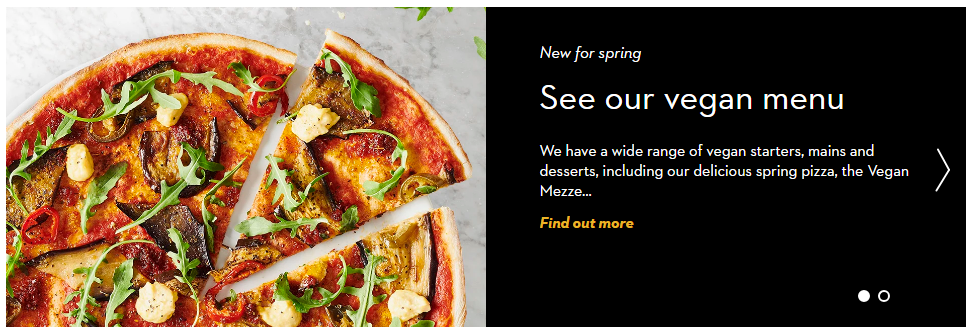 New for spring
See our vegan menu
We have a wide range of vegan starters, mains and
desserts, including our delicious spring pizza, the Vegan
Mezze...
Find out more